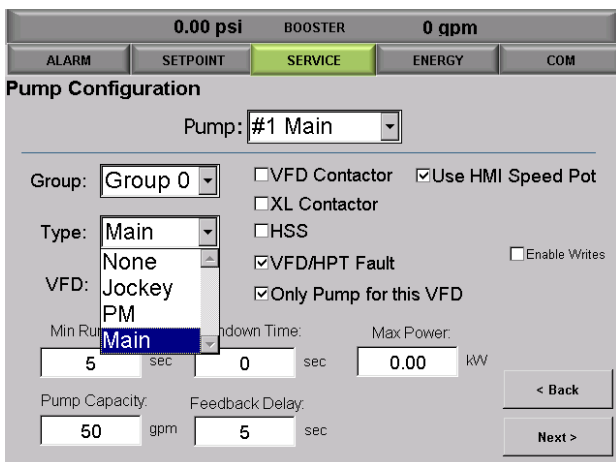 0.00 psi BOOSTER 0 gpm
ALARM SETPOINT SERVICE ENERGY COM
Pump Configuration
Pump: #1 Main
Group: Group 0 VFD Contactor Use HMI Speed Pot
XL Contactor
Type: Main HSS
None VFD/HPT Fault Enable Writes
VFD: Jockey Only Pump for this VFD
PM
Main
Min Ru ndown Time: Max Power:
5 sec 0 sec 0.00 kW
Pump Capacity: Feedback Delay: < Back
50 gpm 5 sec Next >